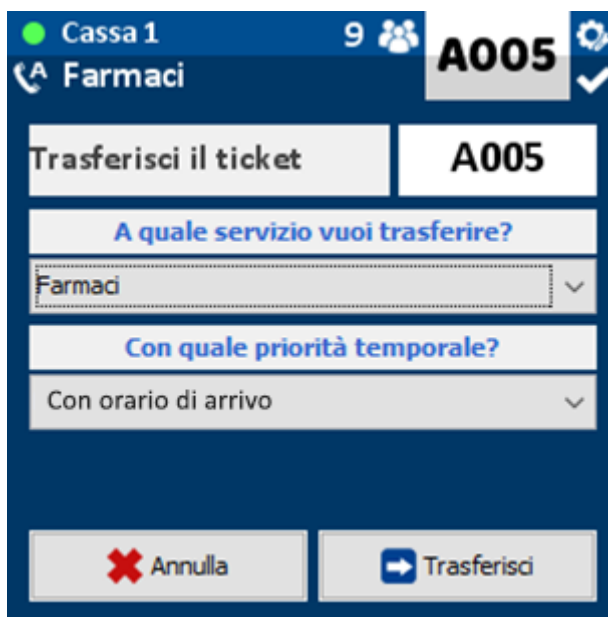 Cassa 1 9 A005
A Farmaci
Trasferisci il ticket A005
A quale servizio vuoi trasferire?
Farmaci
Con quale priorità temporale?
Con orario di arrivo
Annulla Trasferisci